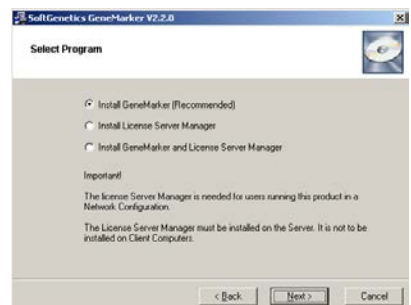 SoftGenetics GeneMarker V2.2.0
Select Program
Install GeneMarker (Recommended)
Install License Server Manager
Install GeneMarker and License Server Manager
Important!
The license Server Manager is needed for users running this product in a
Network Configuration.
The License Server Manager must be installed on the Server. It is not to be
installed on Client Computers.
< Back Next > Cancel